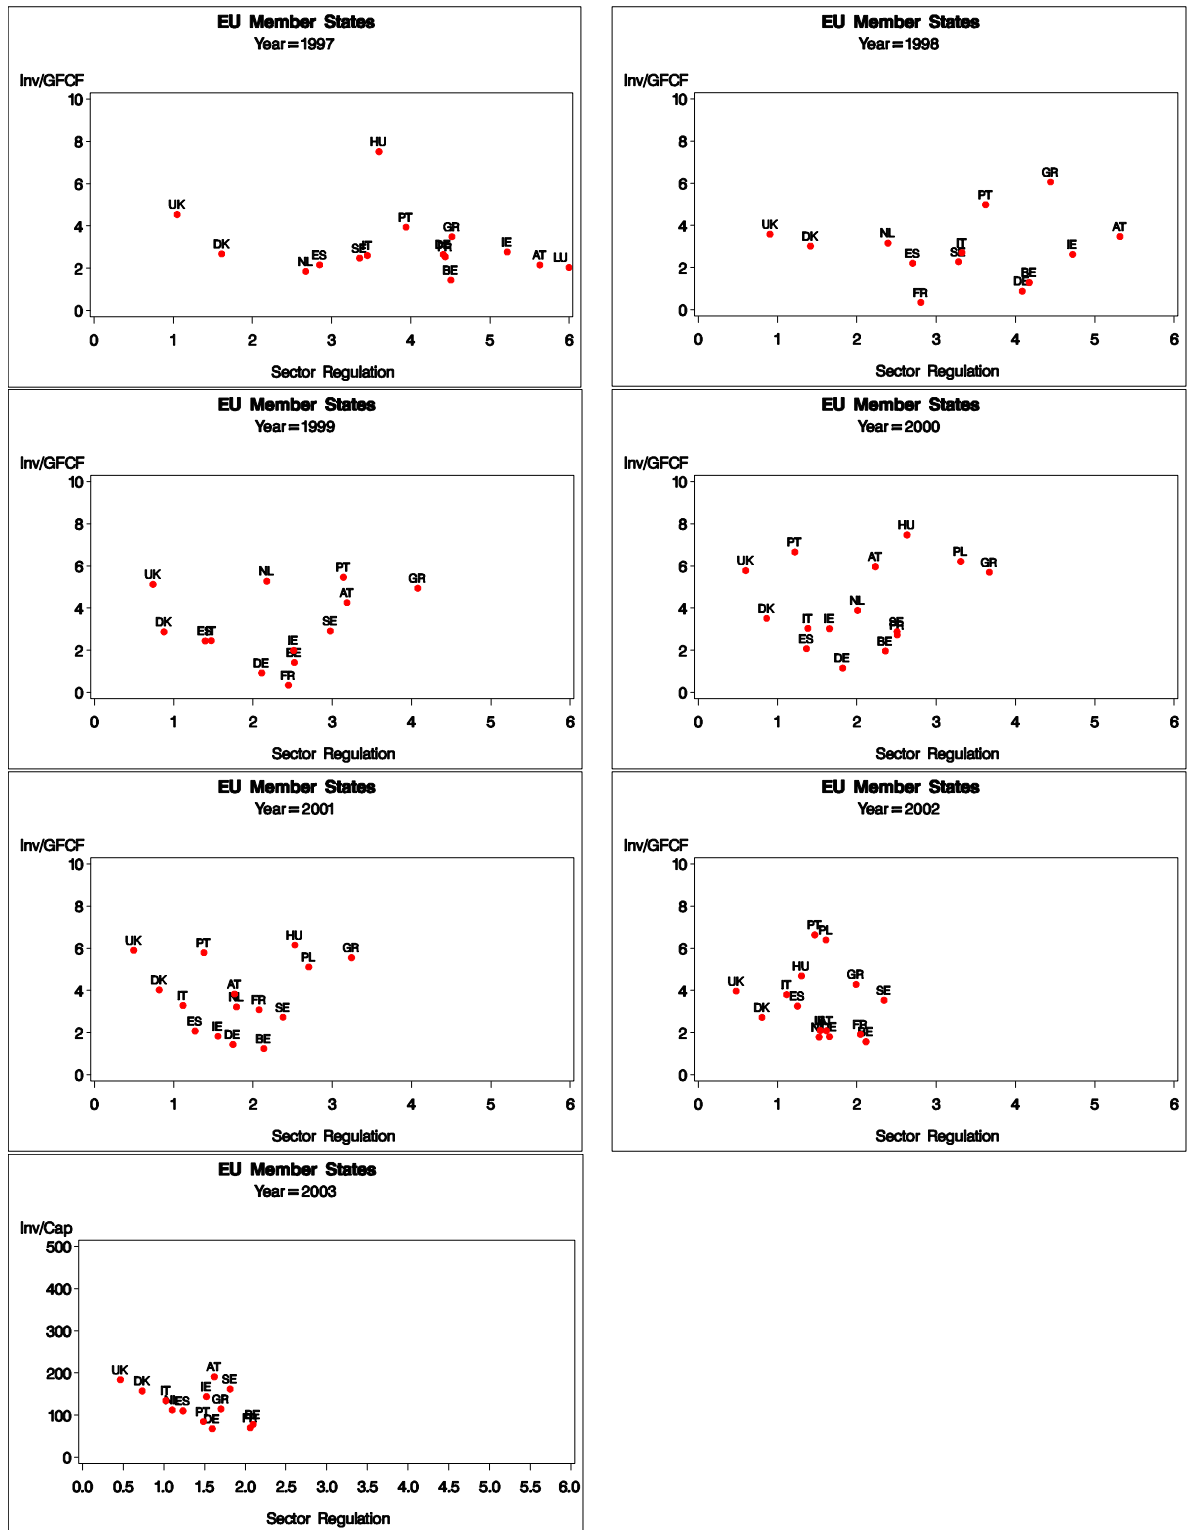 EU Member States
Year=1997
Inv/GFCF
10
8
6
4
2
0
HU
UK
PT
GR
DK
IE
SE
IT
FR
NL
ES
AT
LU
BE
0 1 2 3 4 5 6
Sector Regulation
EU Member States
Year=1998
Inv/GFCF
10
8
6
4
2
0
GR
PT
UK
AT
DK
NL
IT
IE
ES
SE
BE
DE
FR
0 1 2 3 4 5 6
Sector Regulation
EU Member States
Year=1999
Inv/GFCF
10
8
6
4
2
0
PT
UK
NL
GR
AT
DK
SE
ES
IT
IE
BE
DE
FR
0 1 2 3 4 5 6
Sector Regulation
EU Member States
Year=2000
Inv/GFCF
10
8
6
4
2
0
HU
PT
PL
UK
AT
GR
NL
DK
IT
IE
SE
FR
ES
BE
DE
0 1 2 3 4 5 6
Sector Regulation
EU Member States
Year=2001
Inv/GFCF
10
8
6
4
2
0
HU
UK
PT
GR
PL
DK
AT
IT
NL
FR
SE
ES
IE
DE
BE
0 1 2 3 4 5 6
Sector Regulation
EU Member States
Year=2002
Inv/GFCF
10
8
6
4
2
0
PT
PL
HU
GR
UK
IT
SE
ES
DK
FR
BE
0 1 2 3 4 5 6
Sector Regulation
EU Member States
Year=2003
Inv/Cap
500
400
300
200
100
0
AT
UK
SE
DK
IE
IT
ES
GR
PT
DE
0.0 0.5 1.0 1.5 2.0 2.5 3.0 3.5 4.0 4.5 5.0 5.5 6.0
Sector Regulation